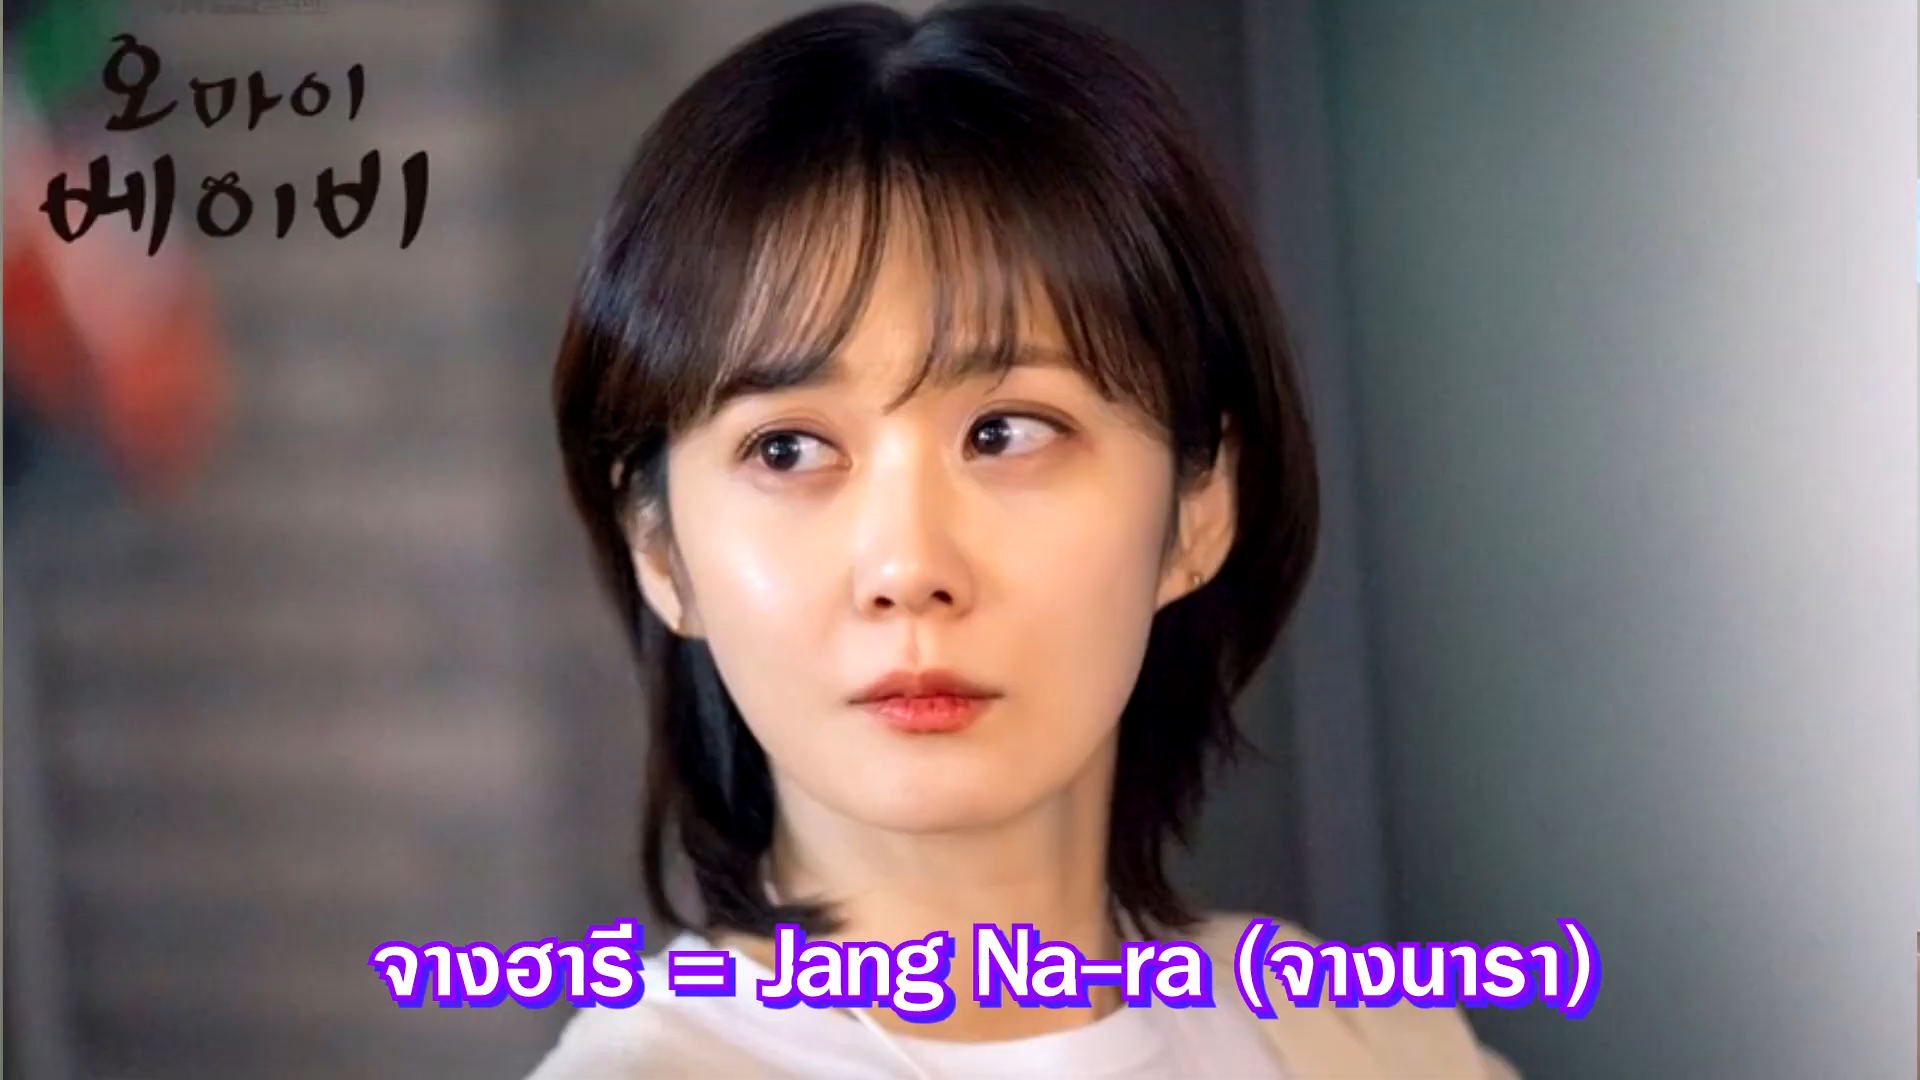 오마이
베이비
จางฮารี = Jang Na-ra (จางนารา)